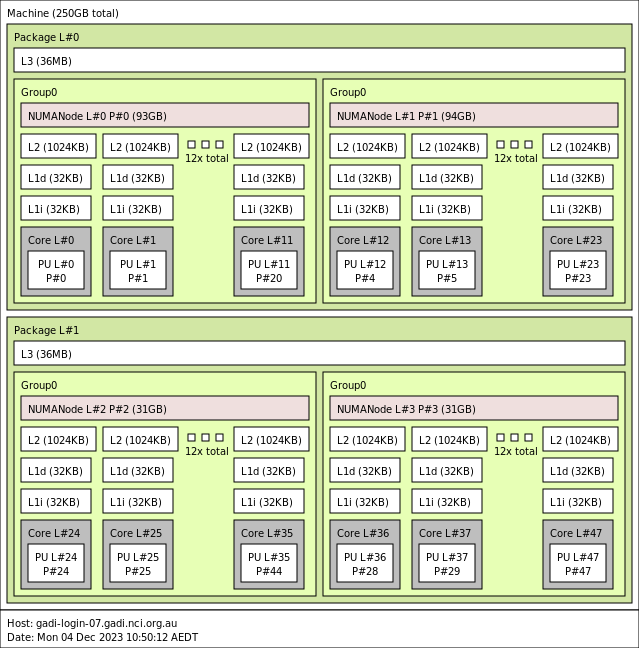 Machine (250GB total)
Package L#0
L3 (36MB)
Group0
NUMANode L#0 P#0 (93GB)
L2 (1024KB) L2 (1024KB) L2 (1024KB)
12x total
L1d (32KB) L1d (32KB) L1d (32KB)
L1i (32KB) L1i (32KB) L1i (32KB)
Core L#0 Core L#1 Core L#11
PU L#0 PU L#1 PU L#11
P#0 P#1 P#20
Group0
NUMANode L#1 P#1 (94GB)
L2 (1024KB) L2 (1024KB) L2 (1024KB)
12x total
L1d (32KB) L1d (32KB) L1d (32KB)
L1i (32KB) L1i (32KB) L1i (32KB)
Core L#12 Core L#13 Core L#23
PU L#12 PU L#13 PU L#23
P#4 P#5 P#23
Package L#1
L3 (36MB)
Group0
NUMANode L#2 P#2 (31GB)
L2 (1024KB) L2 (1024KB) L2 (1024KB)
12x total
L1d (32KB) L1d (32KB) L1d (32KB)
L1i (32KB) L1i (32KB) L1i (32KB)
Core L#24 Core L#25 Core L#35
PU L#24 PU L#25 PU L#35
P#24 P#25 P#44
Group0
NUMANode L#3 P#3 (31GB)
L2 (1024KB) L2 (1024KB) L2 (1024KB)
12x total
L1d (32KB) L1d (32KB) L1d (32KB)
L1i (32KB) L1i (32KB) L1i (32KB)
Core L#36 Core L#37 Core L#47
PU L#36 PU L#37 PU L#47
P#28 P#29 P#47
Host: gadi-login-07.gadi.nci.org.au
Date: Mon 04 Dec 2023 10:50:12 AEDT